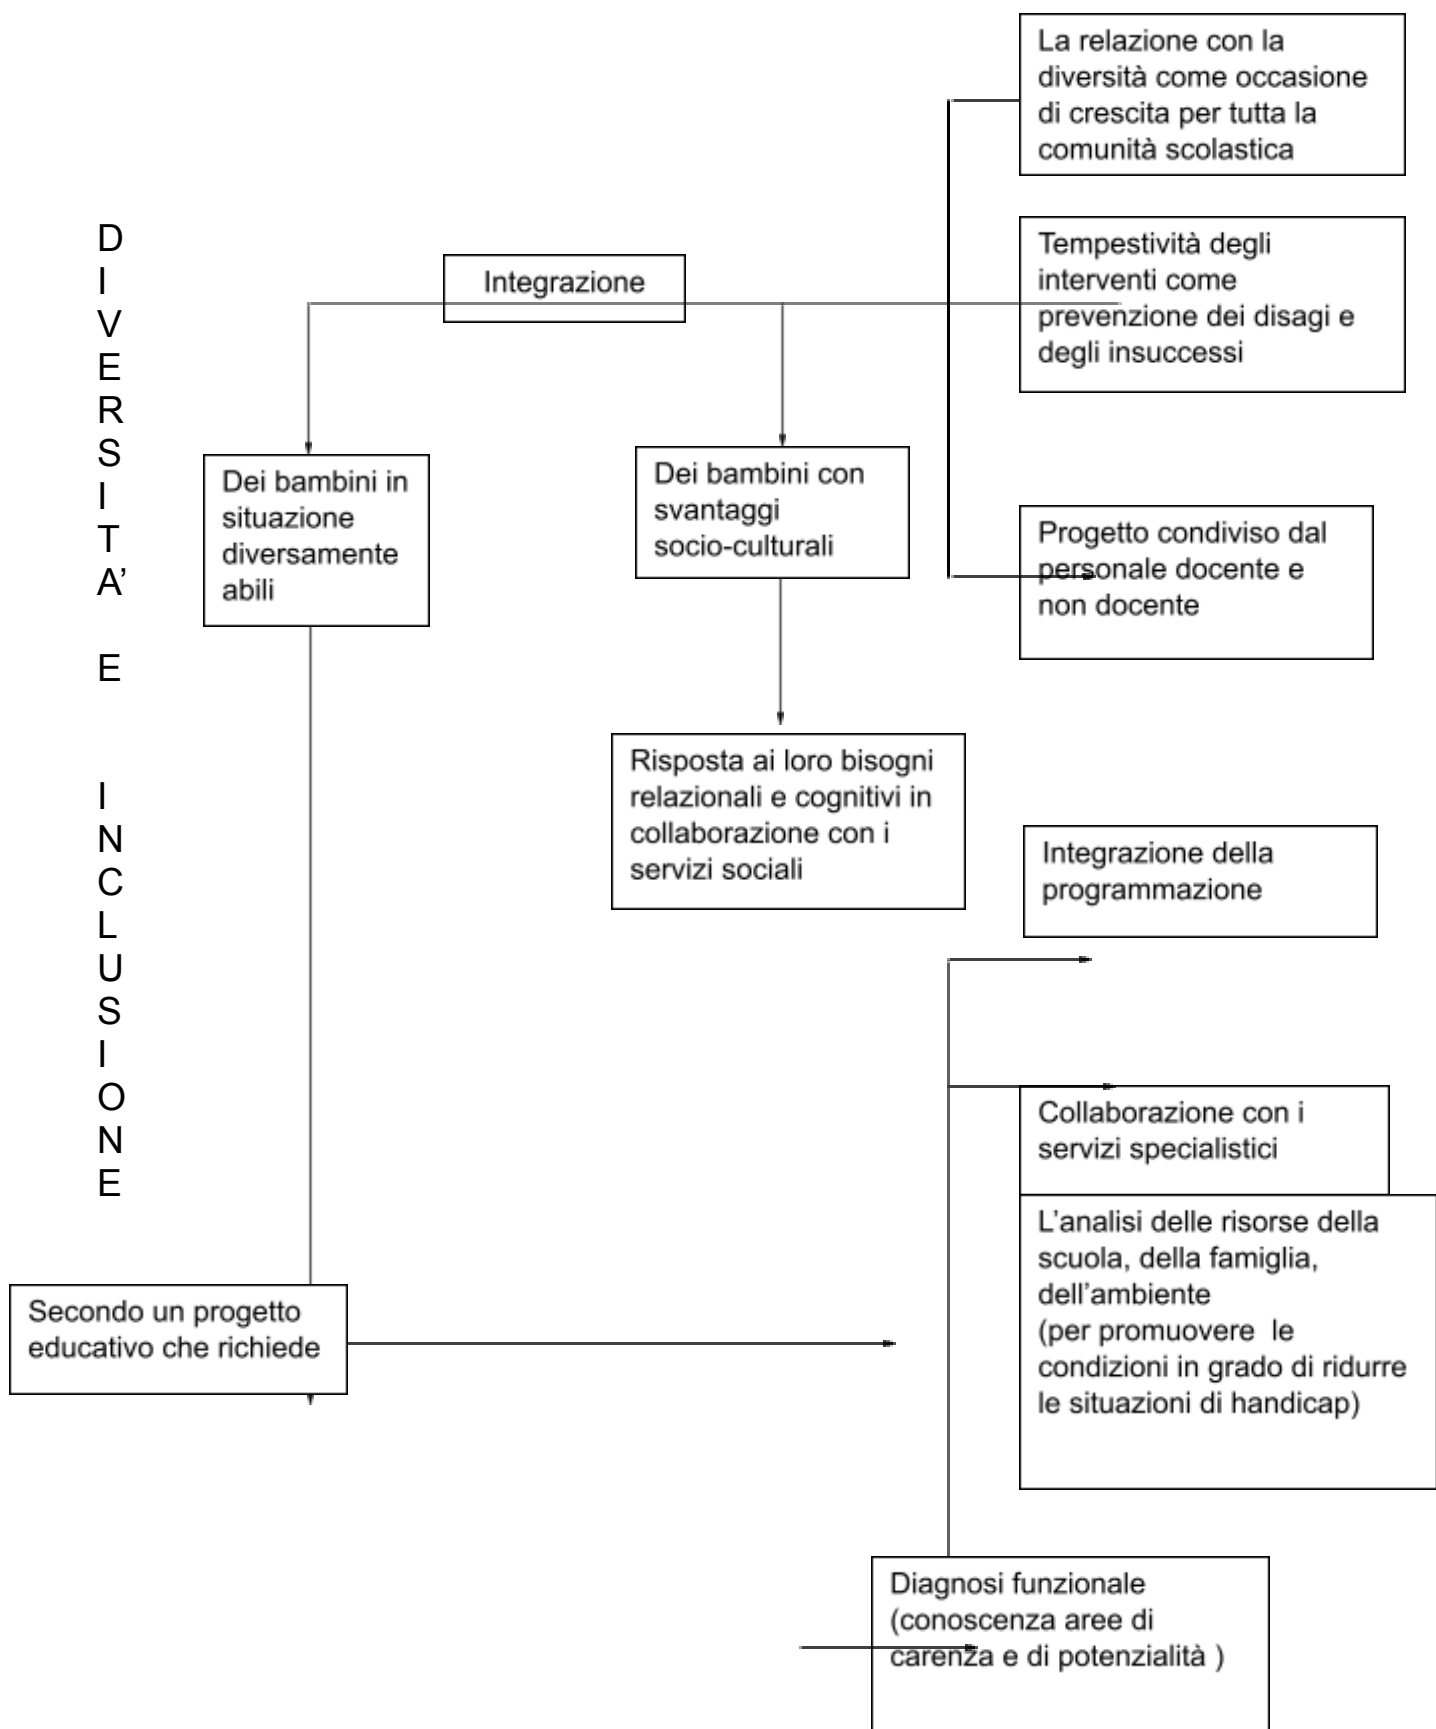 D
I
V
E
R
S
I
T
A'
E
I
N
C
L
U
S
I
O
N
E
Integrazione
La relazione con la
diversità come occasione
di crescita per tutta la
comunità scolastica
Tempestività degli
interventi come
prevenzione dei disagi e
degli insuccessi
Dei bambini in
situazione
diversamente
abili
Dei bambini con
svantaggi
socio-culturali
Progetto condiviso dal
personale docente e
non docente
Risposta ai loro bisogni
relazionali e cognitivi in
collaborazione con i
servizi sociali
Integrazione della
programmazione
Collaborazione con i
servizi specialistici
L'analisi delle risorse della
scuola, della famiglia,
dell'ambiente
(per promuovere le
condizioni in grado di ridurre
le situazioni di handicap)
Secondo un progetto
educativo che richiede
Diagnosi funzionale
(conoscenza aree di
carenza e di potenzialità )